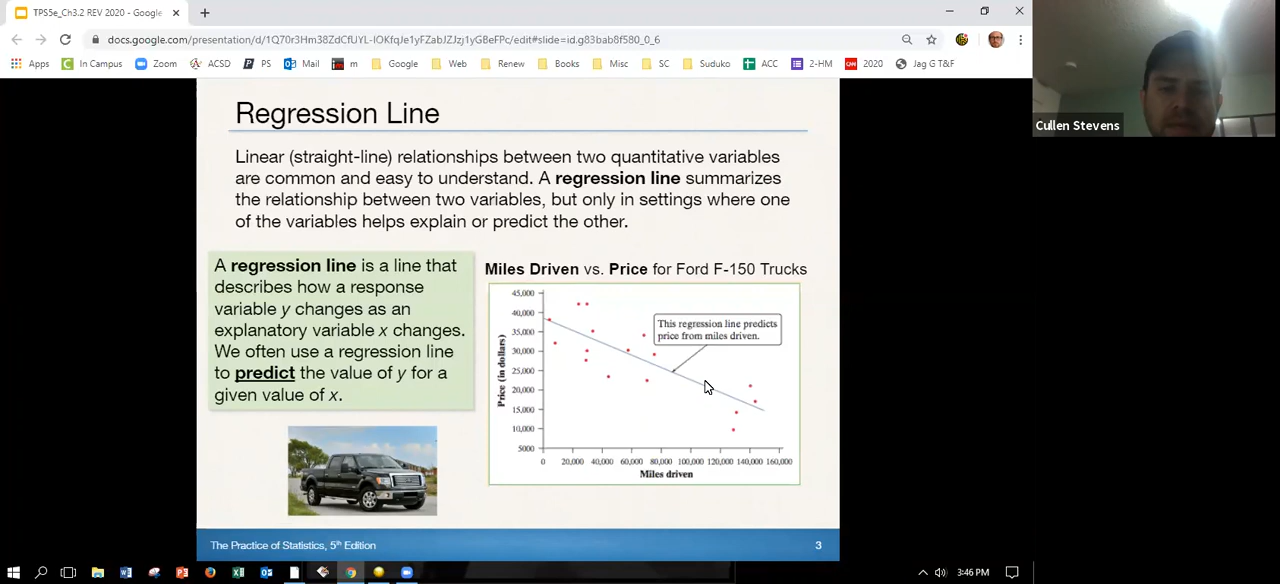 TPS5e_Ch3.2 REV 2020 - Google
docs.google.com/presentation/d/1Q70r3Hm38ZdCfUYL-IOKfqJe1yFZabJZJzj1yGBeFPc/edit#slide=id.g83bab8f580_0_6
Apps In Campus Zoom ACSD PS Mail m Google Web Renew Books Misc SC Suduko ACC 2-HM 2020 Jag G T&F
Cullen Stevens
Regression Line
Linear (straight-line) relationships between two quantitative variables
are common and easy to understand. A regression line summarizes
the relationship between two variables, but only in settings where one
of the variables helps explain or predict the other.
A regression line is a line that
describes how a response
variable y changes as an
explanatory variable x changes.
We often use a regression line
to predict the value of y for a
given value of x.
Miles Driven vs. Price for Ford F-150 Trucks
45,000
40,000
35,000
30,000
25,000
20,000
15,000
10,000
5000
Price (in dollars)
This regression line predicts
price from miles driven.
0 20,000 40,000 60,000 80,000 100,000 120,000 140,000 160,000
Miles driven
The Practice of Statistics, 5th Edition 3
3:46 PM